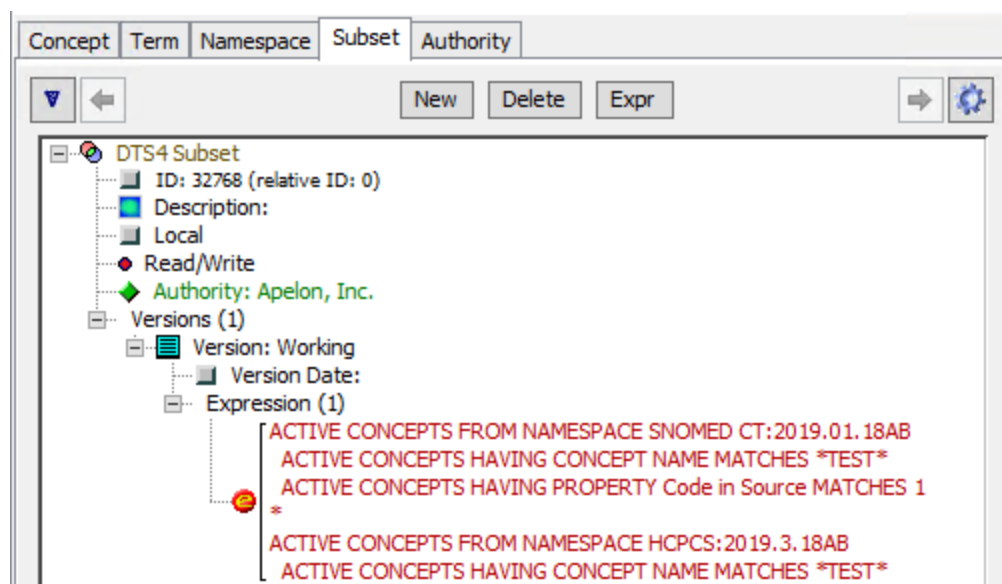 Concept Term Namespace Subset Authority
New Delete Expr
DTS4 Subset
ID: 32768 (relative ID: 0)
Description:
Local
Read/Write
Authority: Apelon, Inc.
Versions (1)
Version: Working
Version Date:
Expression (1)
ACTIVE CONCEPTS FROM NAMESPACE SNOMED CT:2019.01.18AB
ACTIVE CONCEPTS HAVING CONCEPT NAME MATCHES *TEST*
ACTIVE CONCEPTS HAVING PROPERTY Code in Source MATCHES 1
*
ACTIVE CONCEPTS FROM NAMESPACE HCPCS:2019.3.18AB
ACTIVE CONCEPTS HAVING CONCEPT NAME MATCHES *TEST*